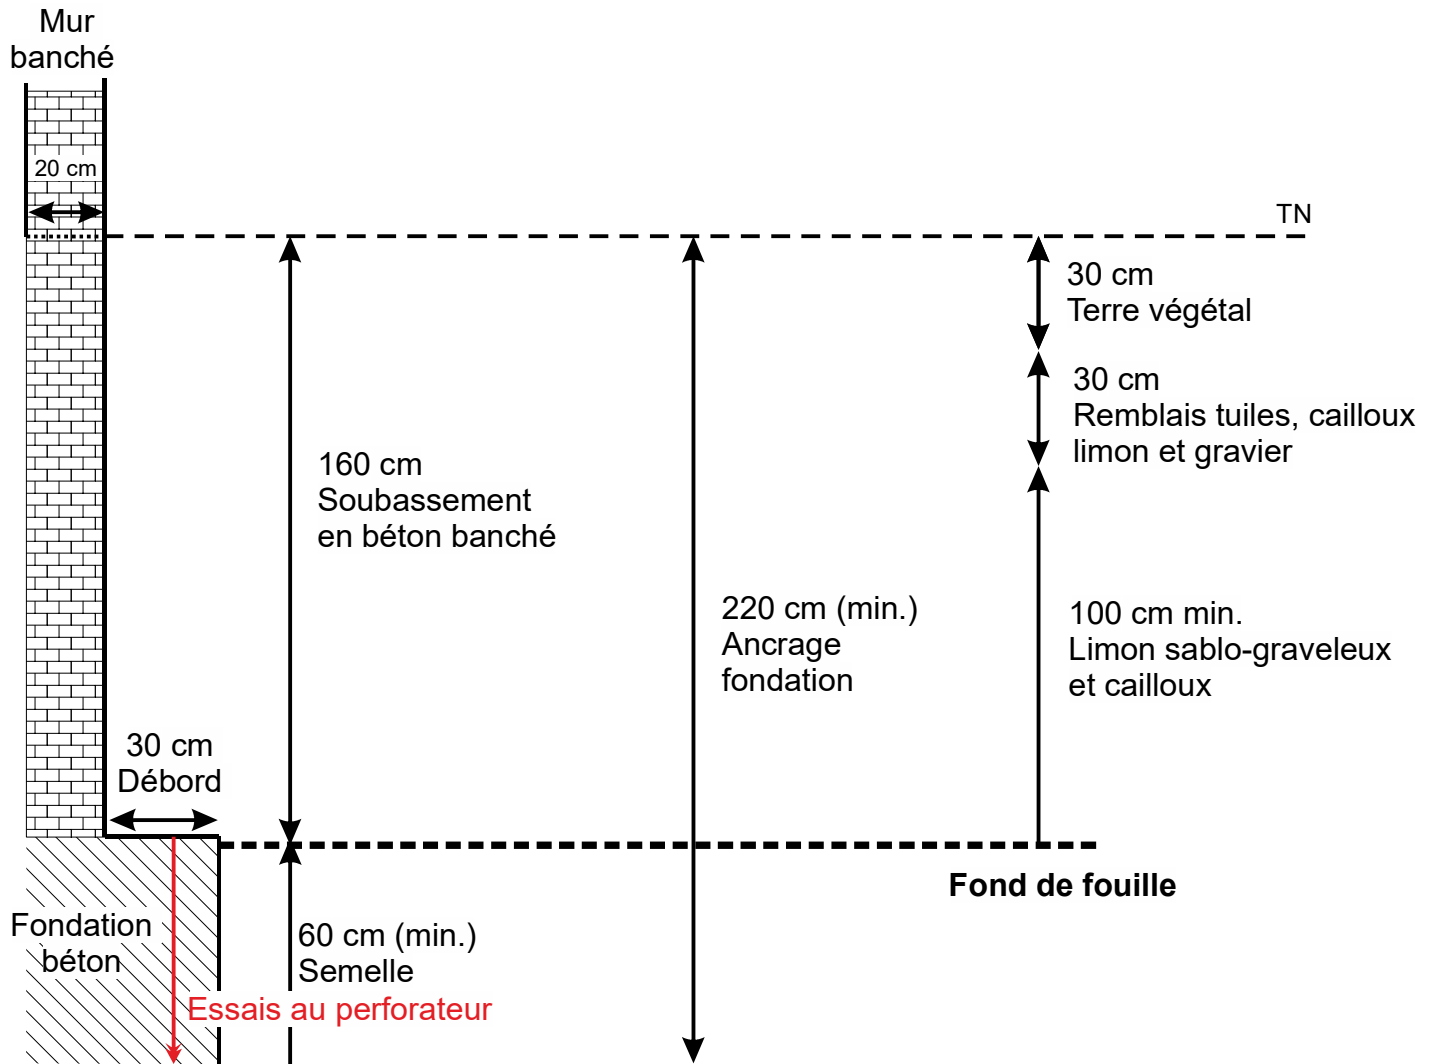 Mur
banché
20 cm
TN
30 cm
Terre végétal
30 cm
Remblais tuiles, cailloux
limon et gravier
160 cm
Soubassement
en béton banché
220 cm (min.)
Ancrage
fondation
100 cm min.
Limon sablo-graveleux
et cailloux
30 cm
Débord
Fond de fouille
Fondation
béton
60 cm (min.)
Semelle
Essais au perforateur